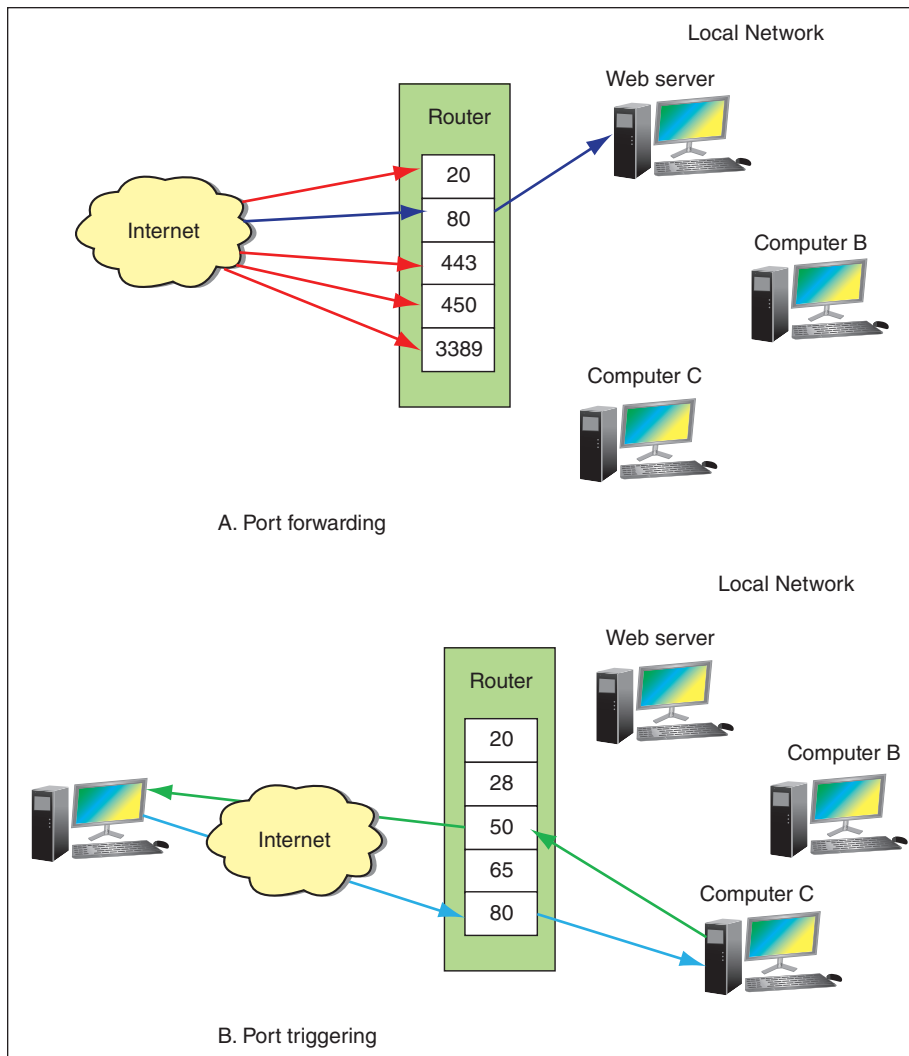 Local Network
Web server
Router
20
80
443
450
3389
Internet
Computer B
Computer C
A. Port forwarding
Local Network
Web server
Router
20
28
50
65
80
Computer B
Internet
Computer C
B. Port triggering